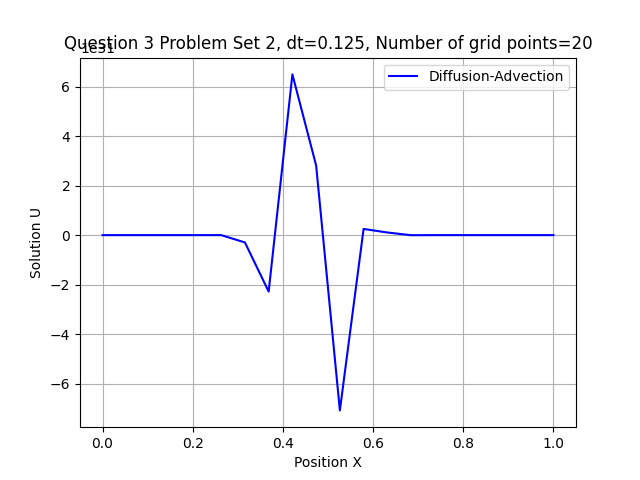 Question 3 Problem Set 2, dt=0.125, Number of grid points=20
1e31
Diffusion-Advection
6
4
2
0
−2
−4
−6
Solution U
0.0 0.2 0.4 0.6 0.8 1.0
Position X